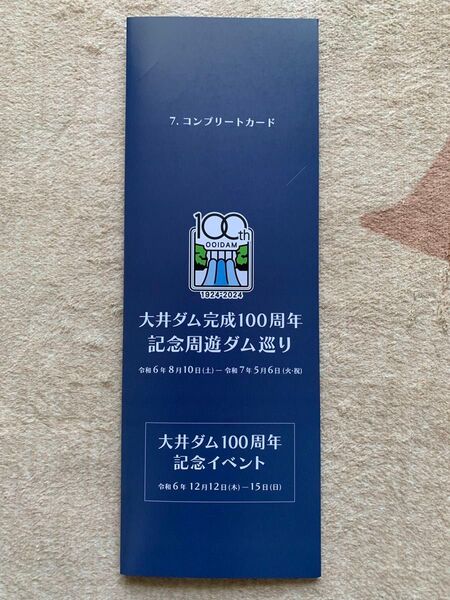 7. コンプリートカード
100th
OOIDAM
1924-2024
大井ダム完成100周年
記念周遊ダム巡り
令和6年8月10日(土)ー令和7年5月6日(火・祝)
大井ダム100周年
記念イベント
令和6年 12月12日(木)ー15日(日)